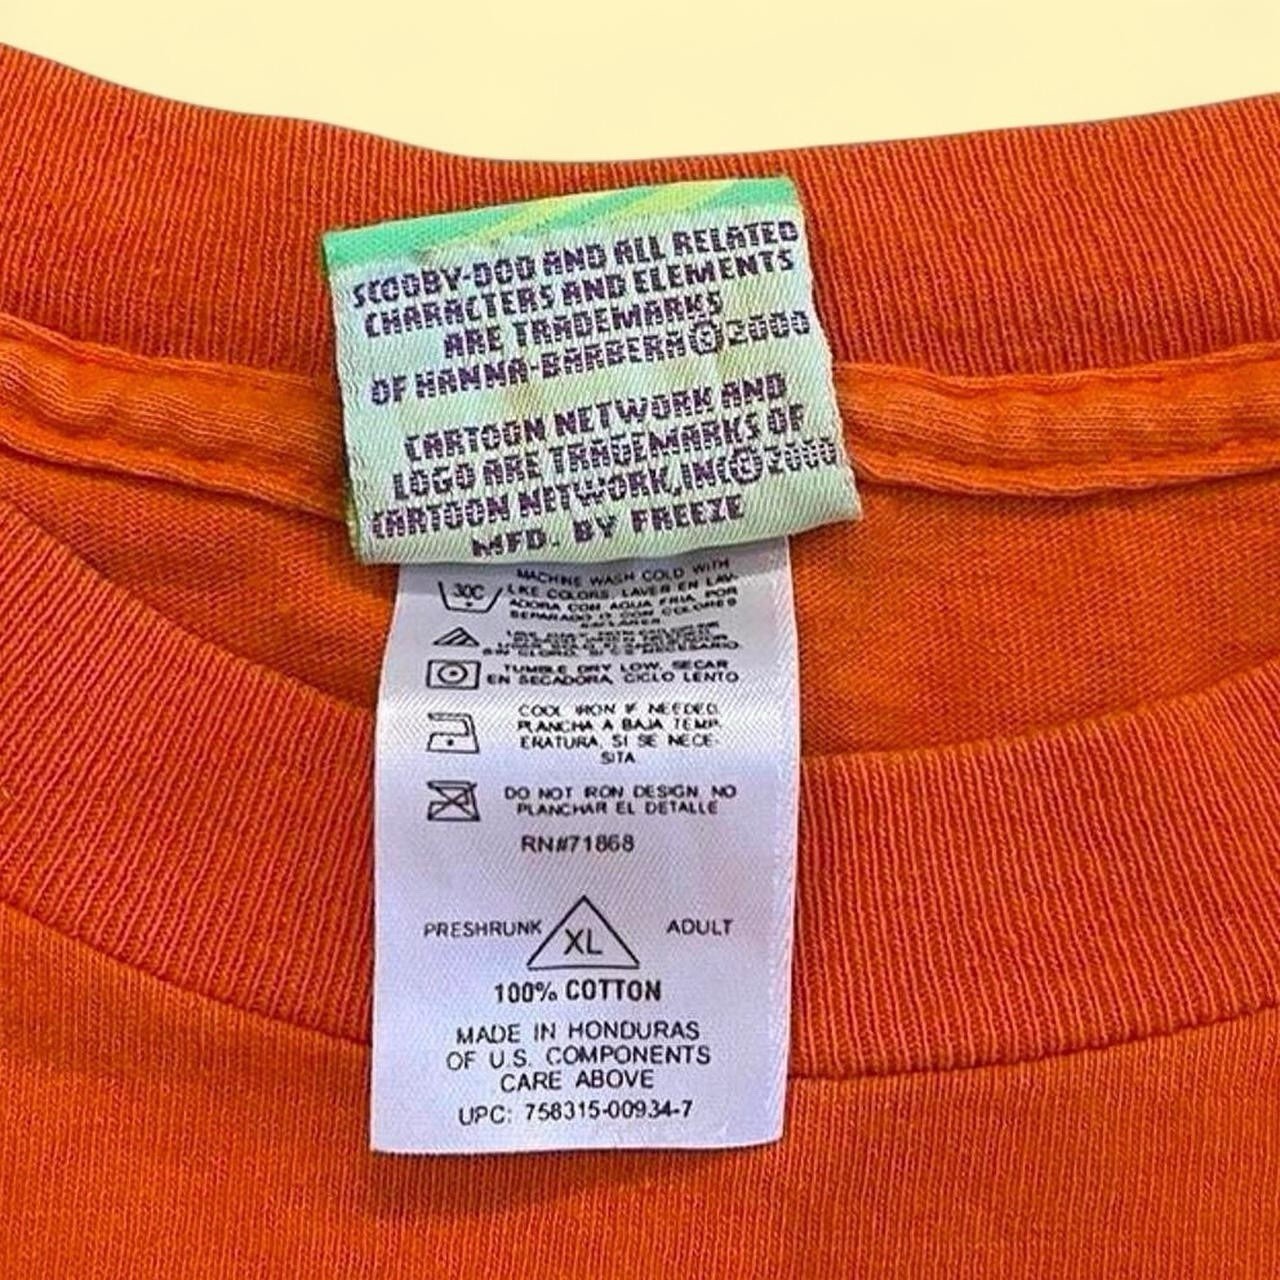 SCOOBY-DOO AND ALL RELATED
CHARACTERS AND ELEMENTS
ARE TRADEMARKS
OF HANNA-BARBERA © 2000
CARTOON NETWORK AND
LOGO ARE TRADEMARKS OF
CARTOON NETWORK, INC © 2000
MFD. BY FREEZE
MACHINE WASH COLD WITH
30C LIKE COLORS, LAVER EN LAV-
ADORA CON AGUA FRIA, POR
SEPARADO O CON COLORES
TUMBLE DRY LOW, SECAR
EN SECADORA, CICLO LENTO
COOL IRON IF NEEDED.
PLANCHA A BAJA TEMP-
ERATURA, SI SE NECE-
SITA
DO NOT IRON DESIGN NO
PLANCHAR EL DETALLE
RN#71868
PRESHRUNK XL ADULT
100% COTTON
MADE IN HONDURAS
OF U.S. COMPONENTS
CARE ABOVE
UPC: 758315-00934-7